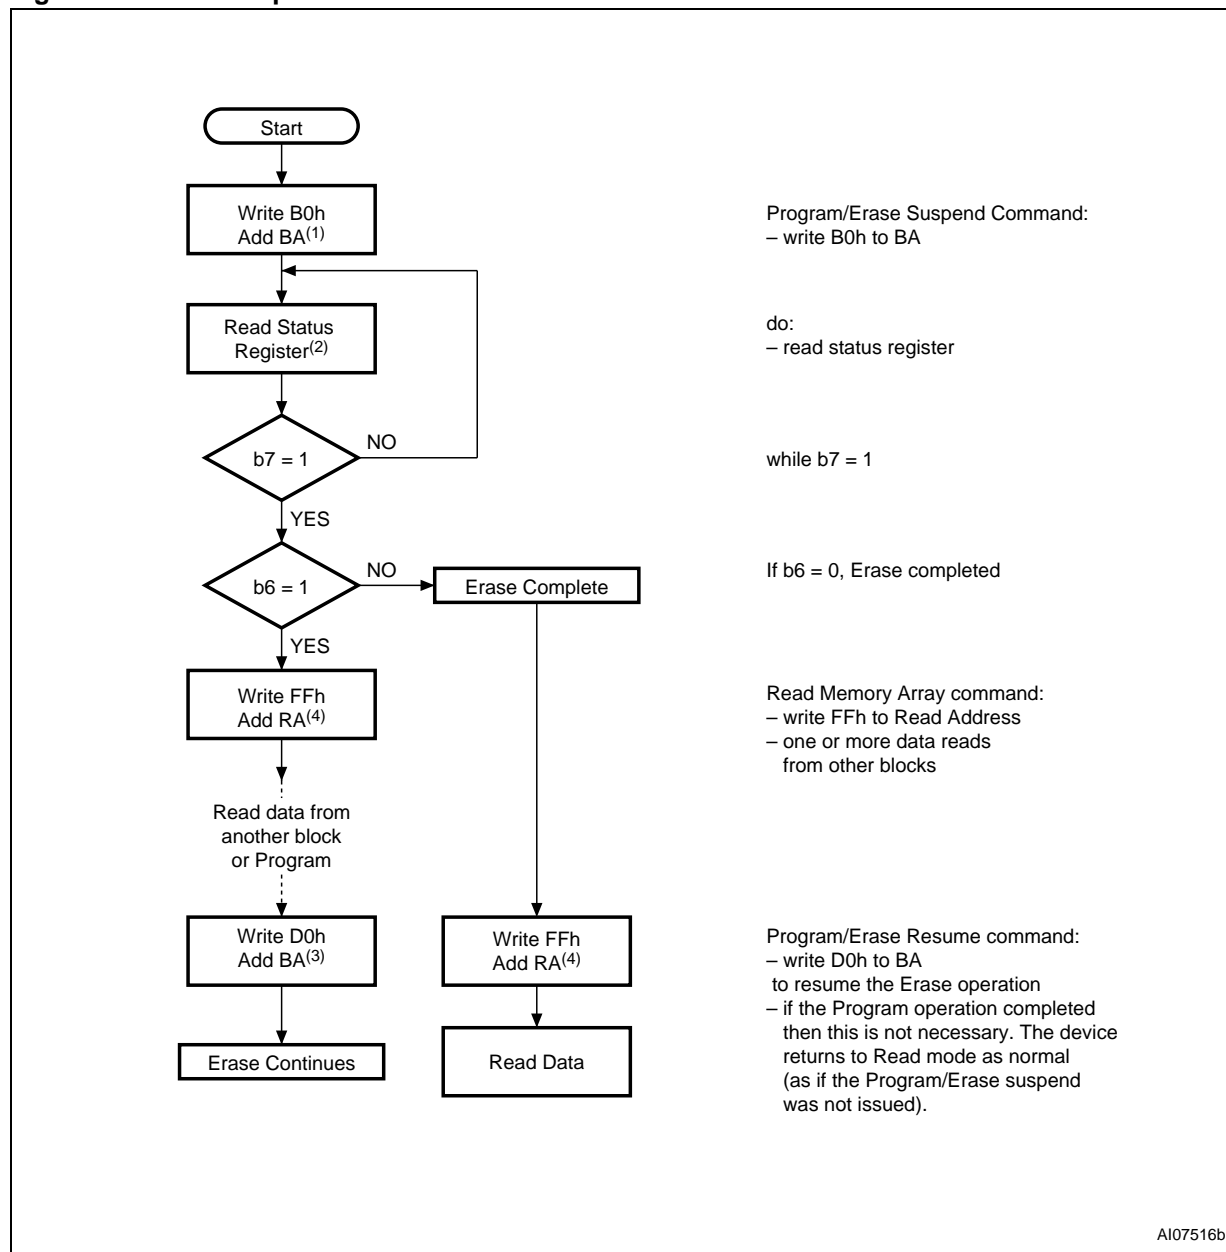 Start
Write B0h
Add BA(1)
Program/Erase Suspend Command:
– write B0h to BA
Read Status
Register(2)
do:
– read status register
NO
b7 = 1
while b7 = 1
YES
NO
b6 = 1
Erase Complete
If b6 = 0, Erase completed
YES
Write FFh
Add RA(4)
Read Memory Array command:
– write FFh to Read Address
– one or more data reads
from other blocks
Read data from
another block
or Program
Write D0h
Add BA(3)
Write FFh
Add RA(4)
Program/Erase Resume command:
– write D0h to BA
to resume the Erase operation
– if the Program operation completed
then this is not necessary. The device
returns to Read mode as normal
(as if the Program/Erase suspend
was not issued).
Erase Continues
Read Data
AI07516b